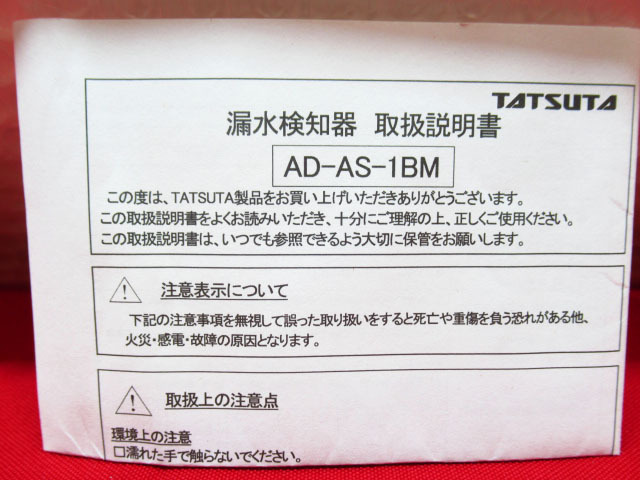 TATSUTA
漏水検知器 取扱説明書
AD-AS-1BM
この度は、TATSUTA製品をお買い上げいただきありがとうございます。
この取扱説明書をよくお読みいただき、十分にご理解の上、正しくご使用ください。
この取扱説明書は、いつでも参照できるよう大切に保管をお願いします。
注意表示について
下記の注意事項を無視して誤った取り扱いをすると死亡や重傷を負う恐れがある他、
火災・感電・故障の原因となります。
取扱上の注意点
環境上の注意
□濡れた手で触らないでください。